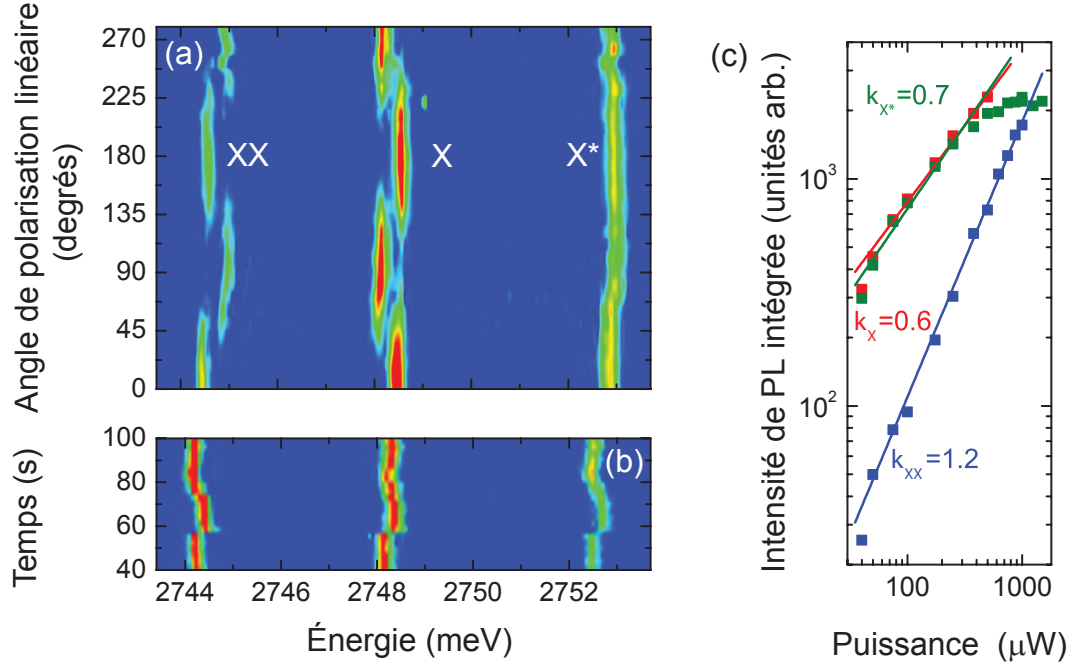 Angle de polarisation linéaire
(degrés)
270
225
180
135
90
45
0
(a)
XX
X
X*
Temps (s)
100
80
60
40
(b)
2744
2746
2748
2750
2752
Énergie (meV)
(c)
Intensité de PL intégrée (unités arb.)
10³
10²
kX*=0.7
kX=0.6
kXX=1.2
100
1000
Puissance (μW)